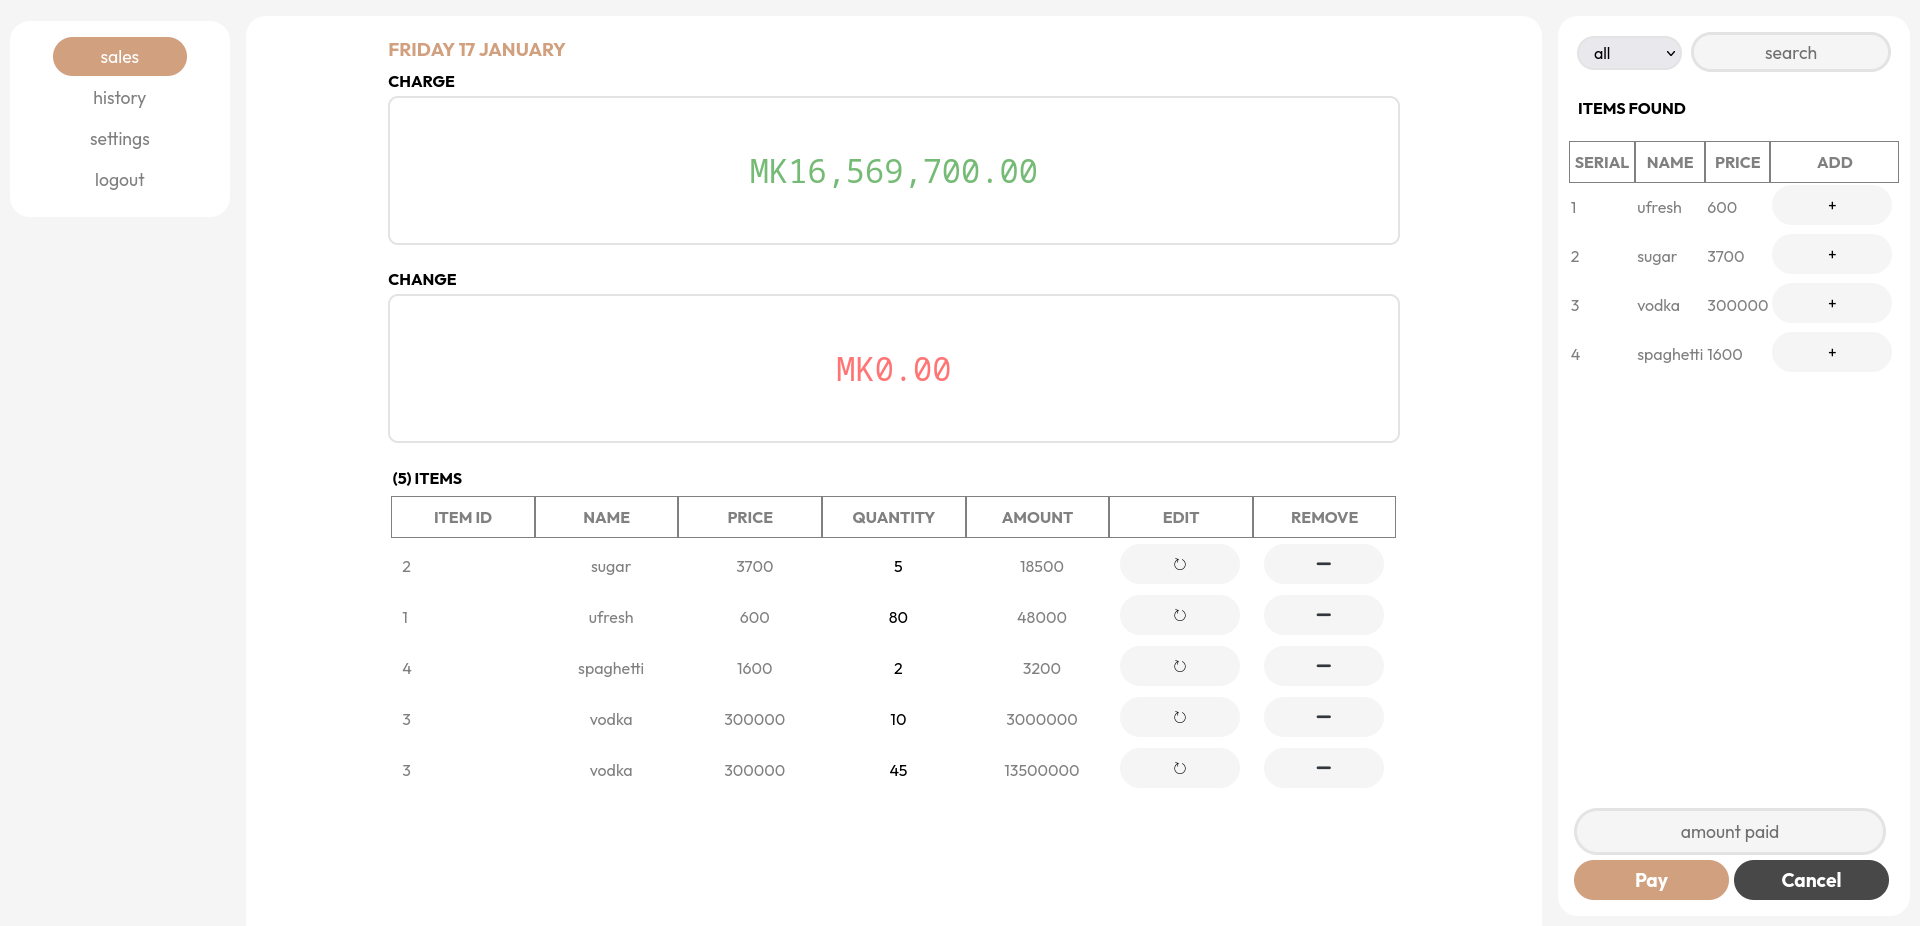 sales
history
settings
logout
FRIDAY 17 JANUARY
CHARGE
MK16,569,700.00
CHANGE
MK0.00
(5) ITEMS
ITEM ID NAME PRICE QUANTITY AMOUNT EDIT REMOVE
2 sugar 3700 5 18500 ↻ −
1 ufresh 600 80 48000 ↻ −
4 spaghetti 1600 2 3200 ↻ −
3 vodka 300000 10 3000000 ↻ −
3 vodka 300000 45 13500000 ↻ −
all search
ITEMS FOUND
SERIAL NAME PRICE ADD
1 ufresh 600 +
2 sugar 3700 +
3 vodka 300000 +
4 spaghetti 1600 +
amount paid
Pay Cancel